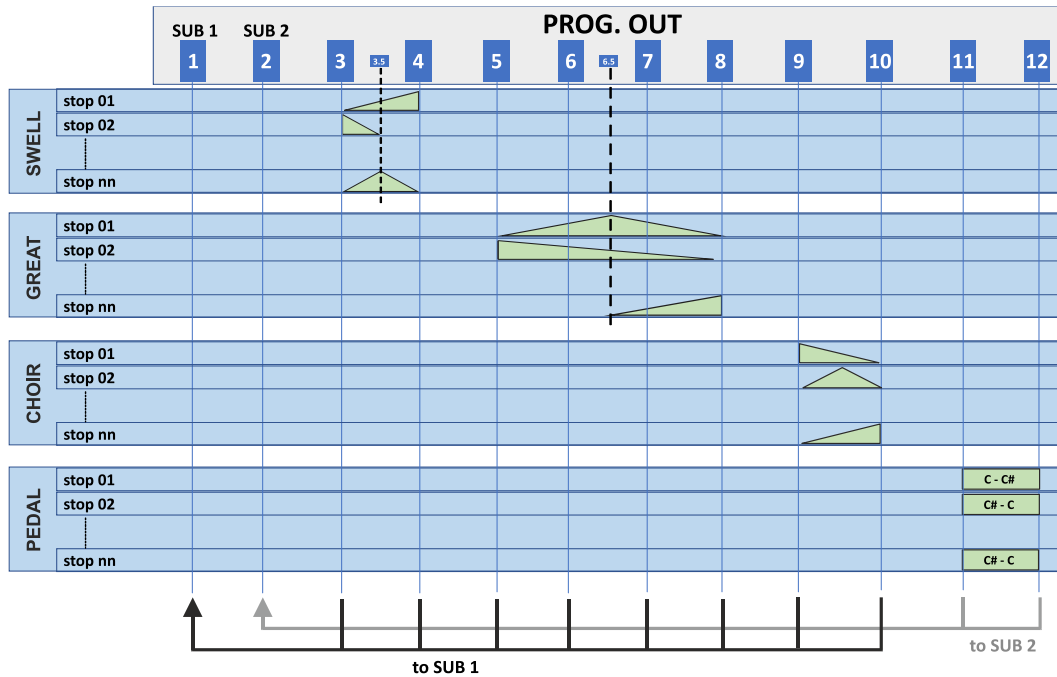 PROG. OUT
SUB 1 SUB 2
1 2 3 3.5 4 5 6 6.5 7 8 9 10 11 12
SWELL
stop 01
stop 02
stop nn
GREAT
stop 01
stop 02
stop nn
CHOIR
stop 01
stop 02
stop nn
PEDAL
stop 01 C - C#
stop 02 C# - C
stop nn C# - C
to SUB 2
to SUB 1